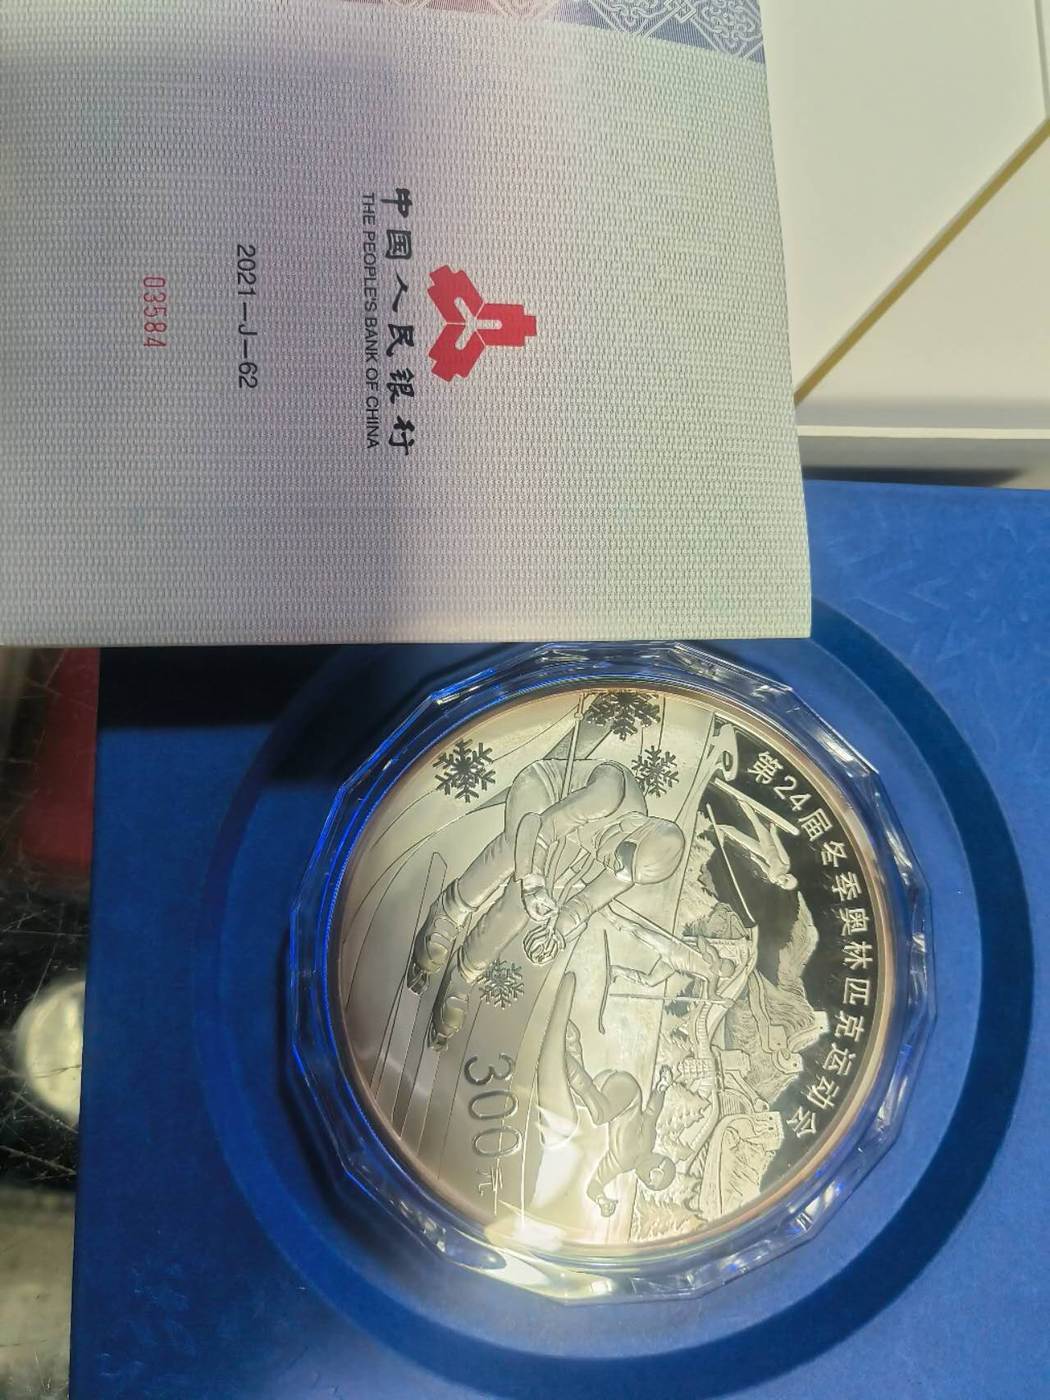 中国人民银行
THE PEOPLE'S BANK OF CHINA
2021—J—62
03584
第24届冬季奥林匹克运动会
300元